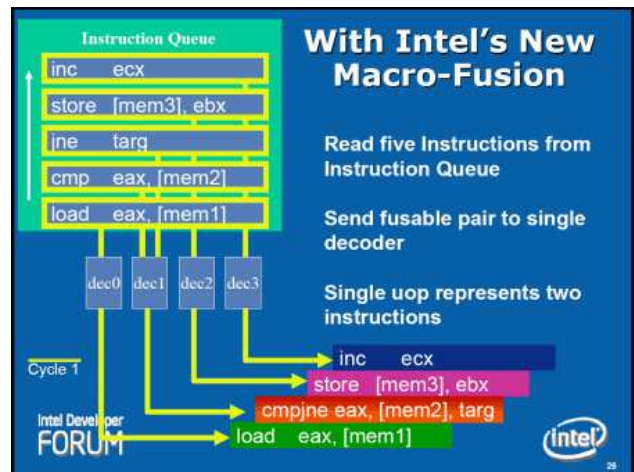 Instruction Queue
inc ecx
store [mem3], ebx
jne targ
cmp eax, [mem2]
load eax, [mem1]
dec0 dec1 dec2 dec3
Cycle 1
Intel Developer
FORUM
With Intel's New
Macro-Fusion
Read five Instructions from
Instruction Queue
Send fusable pair to single
decoder
Single uop represents two
instructions
inc ecx
store [mem3], ebx
cmpjne eax, [mem2], targ
load eax, [mem1]
intel
26